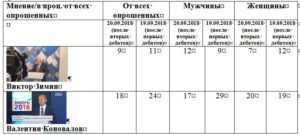 Мнение/в·проц.·от·всех·опрошенных¤ От·всех·опрошенных¤ Мужчины¤ Женщины¤
20.09.2018·(после·вторых·дебатов)¤ 19.09.2018·(после·первых·дебатов)¤ 20.09.2018·(после·вторых·дебатов)¤ 19.09.2018·(после·первых·дебатов)¤ 20.09.2018·(после·вторых·дебатов)¤ 19.09.2018·(после·первых·дебатов)¤
9¤ 11¤ 12¤ 9¤ 7¤ 12¤
Виктор·Зимин¤
ВЫБОРЫ
2018
18¤ 24¤ 17¤ 29¤ 20¤ 19¤
Валентин·Коновалов¤